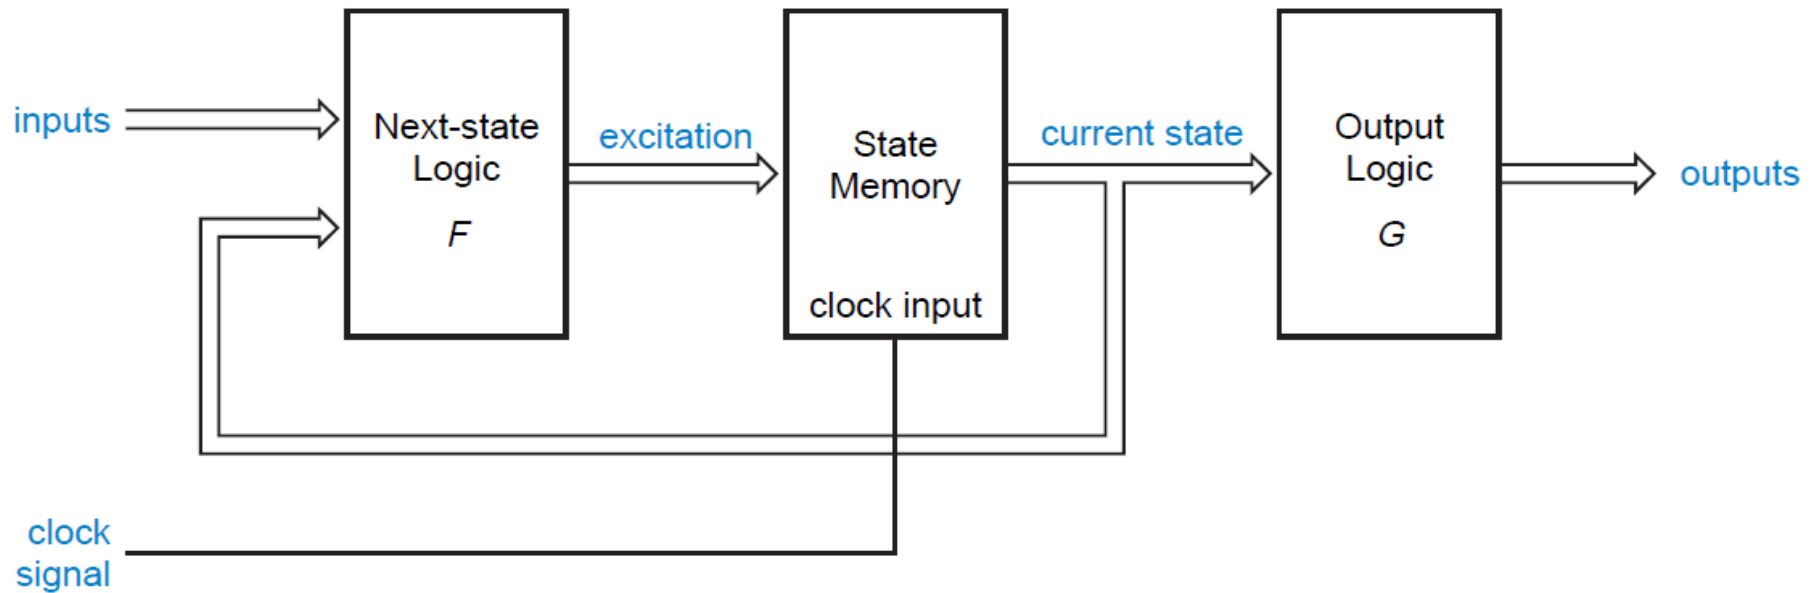 inputs
Next-state
Logic
F
excitation
State
Memory
clock input
current state
Output
Logic
G
outputs
clock
signal